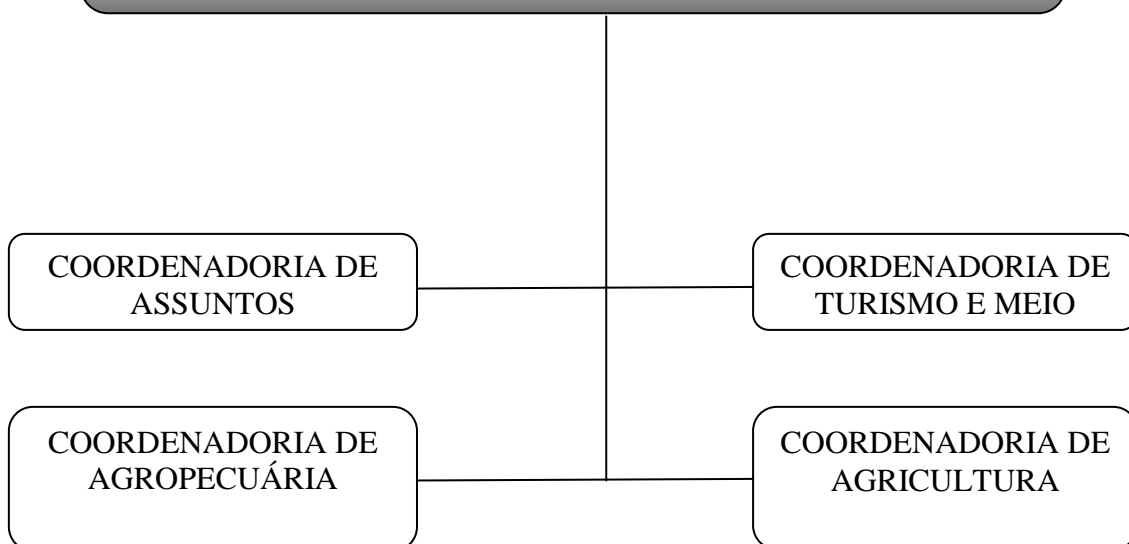 COORDENADORIA DE
ASSUNTOS
COORDENADORIA DE
TURISMO E MEIO
COORDENADORIA DE
AGROPECUÁRIA
COORDENADORIA DE
AGRICULTURA